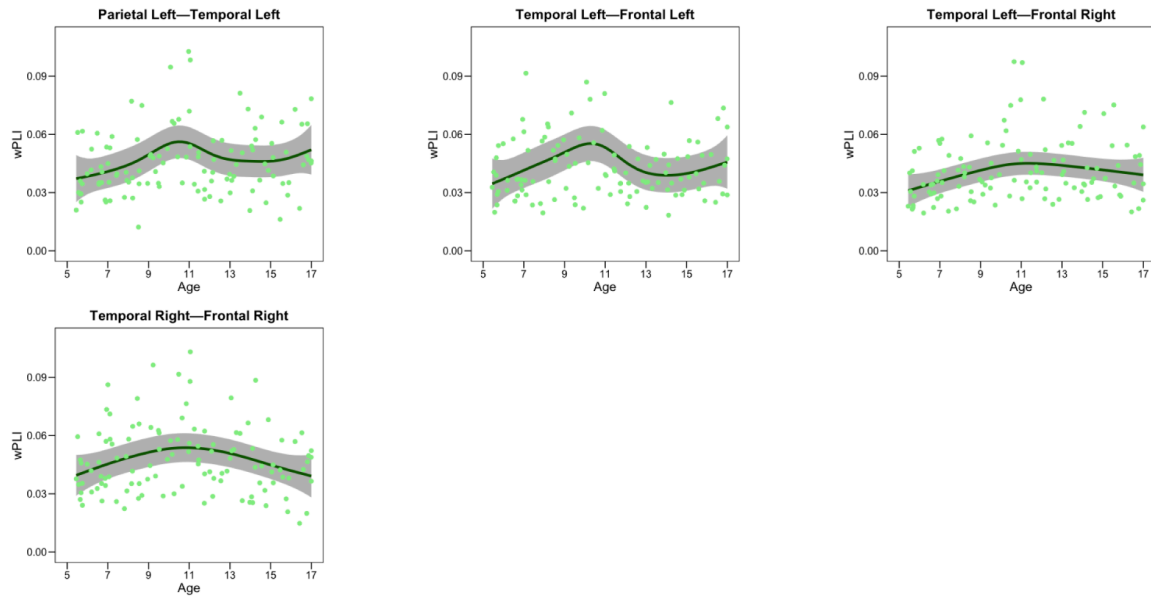 Parietal Left—Temporal Left
Temporal Left—Frontal Left
Temporal Left—Frontal Right
wPLI
0.09
0.06
0.03
0.00
5 7 9 11 13 15 17
Age
wPLI
0.09
0.06
0.03
0.00
5 7 9 11 13 15 17
Age
wPLI
0.09
0.06
0.03
0.00
5 7 9 11 13 15 17
Age
Temporal Right—Frontal Right
wPLI
0.09
0.06
0.03
0.00
5 7 9 11 13 15 17
Age